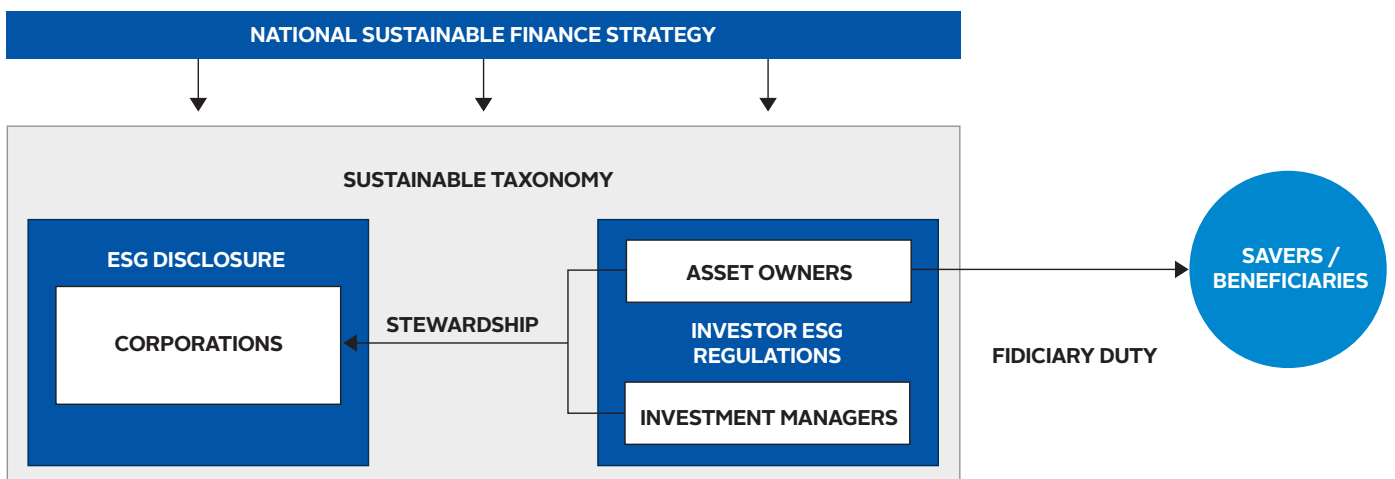 NATIONAL SUSTAINABLE FINANCE STRATEGY
SUSTAINABLE TAXONOMY
ESG DISCLOSURE
CORPORATIONS
STEWARDSHIP
ASSET OWNERS
INVESTOR ESG
REGULATIONS
INVESTMENT MANAGERS
FIDICIARY DUTY
SAVERS /
BENEFICIARIES